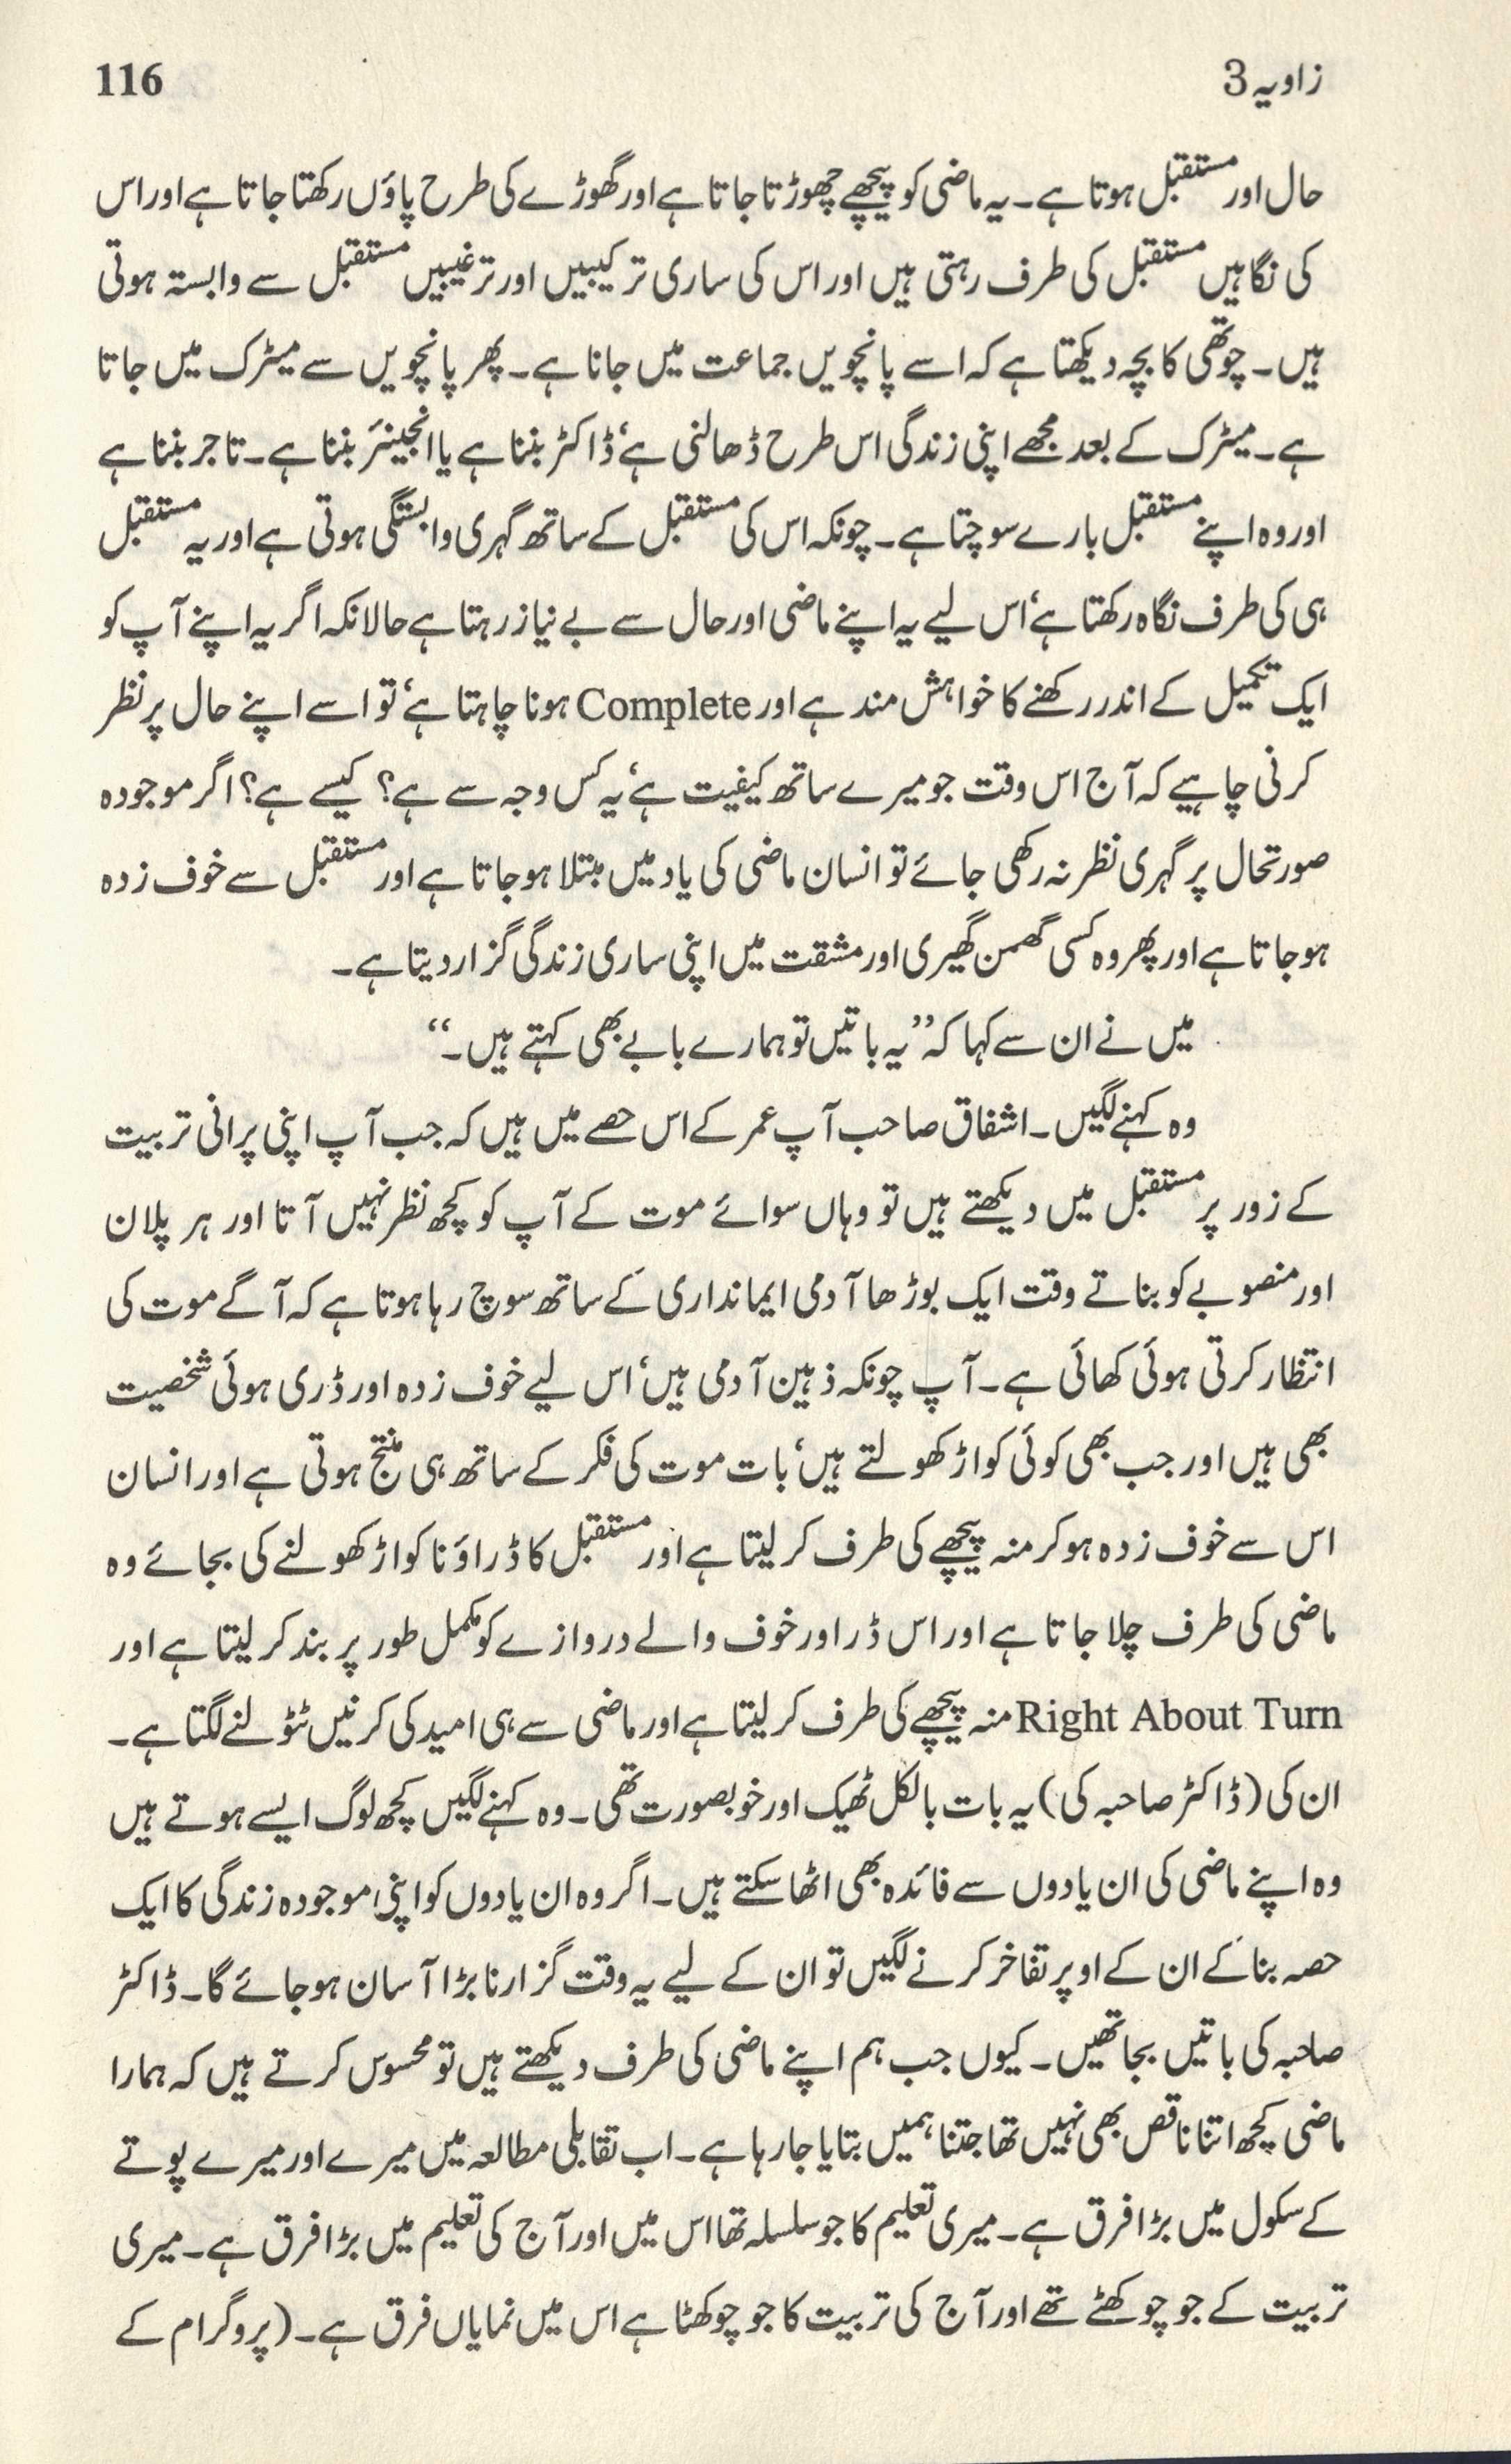 زاویہ 3
116
حال اور مستقبل ہوتا ہے۔ یہ ماضی کو پیچھے چھوڑتا جاتا ہے اور گھوڑے کی طرح پاؤں رکھتا جاتا ہے اور اس
کی نگاہیں مستقبل کی طرف رہتی ہیں اور اس کی ساری ترکیبیں اور ترغیبیں مستقبل سے وابستہ ہوتی
ہیں۔ چوتھی کا بچہ دیکھتا ہے کہ اسے پانچویں جماعت میں جانا ہے۔ پھر پانچویں سے میٹرک میں جاتا
ہے۔ میٹرک کے بعد مجھے اپنی زندگی اس طرح ڈھالنی ہے‘ ڈاکٹر بننا ہے یا انجینئر بننا ہے۔ تاجر بننا ہے
اور وہ اپنے مستقبل بارے سوچتا ہے۔ چونکہ اس کی مستقبل کے ساتھ گہری وابستگی ہوتی ہے اور یہ مستقبل
ہی کی طرف نگاہ رکھتا ہے‘ اس لیے یہ اپنے ماضی اور حال سے بے نیاز رہتا ہے حالانکہ اگر یہ اپنے آپ کو
ایک تکمیل کے اندر رکھنے کا خواہش مند ہے اور Complete ہونا چاہتا ہے‘ تو اسے اپنے حال پر نظر
کرنی چاہیے کہ آج اس وقت جو میرے ساتھ کیفیت ہے‘ یہ کس وجہ سے ہے؟ کیسے ہے؟ اگر موجودہ
صورتحال پر گہری نظر نہ رکھی جائے تو انسان ماضی کی یاد میں مبتلا ہو جاتا ہے اور مستقبل سے خوف زدہ
ہو جاتا ہے اور پھر وہ کسی گھمن گھیری اور مشقت میں اپنی ساری زندگی گزار دیتا ہے۔
میں نے ان سے کہا کہ ’’یہ باتیں تو ہمارے بابے بھی کہتے ہیں۔‘‘
وہ کہنے لگیں۔ اشفاق صاحب آپ عمر کے اس حصے میں ہیں کہ جب آپ اپنی پرانی تربیت
کے زور پر مستقبل میں دیکھتے ہیں تو وہاں سوائے موت کے آپ کو کچھ نظر نہیں آتا اور ہر پلان
اور منصوبے کو بناتے وقت ایک بوڑھا آدمی ایمانداری کے ساتھ سوچ رہا ہوتا ہے کہ آگے موت کی
انتظار کرتی ہوئی کھائی ہے۔ آپ چونکہ ذہین آدمی ہیں‘ اس لیے خوف زدہ اور ڈری ہوئی شخصیت
بھی ہیں اور جب بھی کوئی کواڑ کھولتے ہیں‘ بات موت کی فکر کے ساتھ ہی منتج ہوتی ہے اور انسان
اس سے خوف زدہ ہو کر منہ پیچھے کی طرف کر لیتا ہے اور مستقبل کا ڈراؤنا کواڑ کھولنے کی بجائے وہ
ماضی کی طرف چلا جاتا ہے اور اس ڈر اور خوف والے دروازے کو مکمل طور پر بند کر لیتا ہے اور
Right About Turn منہ پیچھے کی طرف کر لیتا ہے اور ماضی سے ہی امید کی کرنیں ٹٹولنے لگتا ہے۔
ان کی (ڈاکٹر صاحبہ کی) یہ بات بالکل ٹھیک اور خوبصورت تھی۔ وہ کہنے لگیں کچھ لوگ ایسے ہوتے ہیں
وہ اپنے ماضی کی ان یادوں سے فائدہ بھی اٹھا سکتے ہیں۔ اگر وہ ان یادوں کو اپنی موجودہ زندگی کا ایک
حصہ بنا کے ان کے اوپر تفاخر کرنے لگیں تو ان کے لیے یہ وقت گزارنا بڑا آسان ہو جائے گا۔ ڈاکٹر
صاحبہ کی باتیں بجا تھیں۔ کیوں جب ہم اپنے ماضی کی طرف دیکھتے ہیں تو محسوس کرتے ہیں کہ ہمارا
ماضی کچھ اتنا ناقص بھی نہیں تھا جتنا ہمیں بتایا جا رہا ہے۔ اب تقابلی مطالعہ میں میرے اور میرے پوتے
کے سکول میں بڑا فرق ہے۔ میری تعلیم کا جو سلسلہ تھا اس میں اور آج کی تعلیم میں بڑا فرق ہے۔ میری
تربیت کے جو چوکھٹے تھے اور آج کی تربیت کا جو چوکھٹا ہے اس میں نمایاں فرق ہے۔ (پروگرام کے